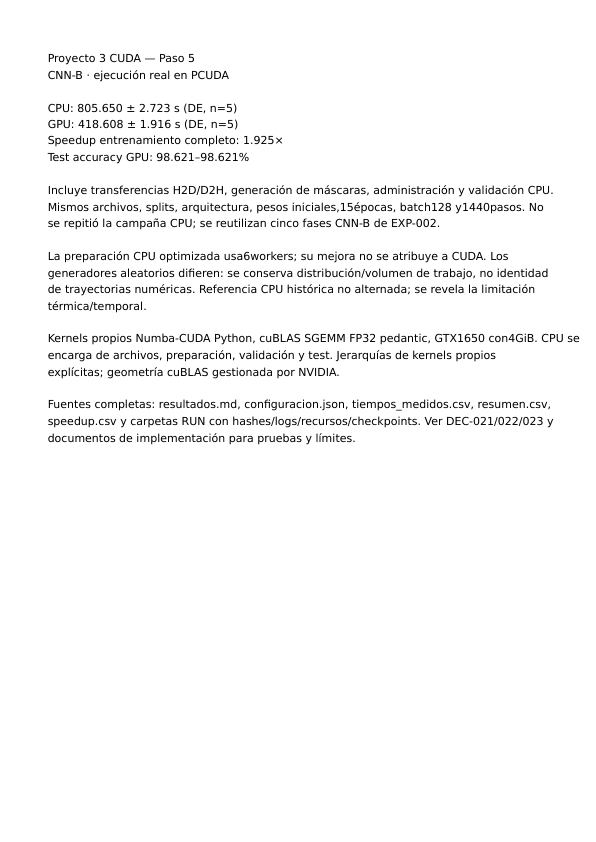 Proyecto 3 CUDA — Paso 5
CNN-B · ejecución real en PCUDA
CPU: 805.650 ± 2.723 s (DE, n=5)
GPU: 418.608 ± 1.916 s (DE, n=5)
Speedup entrenamiento completo: 1.925×
Test accuracy GPU: 98.621–98.621%
Incluye transferencias H2D/D2H, generación de máscaras, administración y validación CPU.
Mismos archivos, splits, arquitectura, pesos iniciales,15épocas, batch128 y1440pasos. No
se repitió la campaña CPU; se reutilizan cinco fases CNN-B de EXP-002.
La preparación CPU optimizada usa6workers; su mejora no se atribuye a CUDA. Los
generadores aleatorios difieren: se conserva distribución/volumen de trabajo, no identidad
de trayectorias numéricas. Referencia CPU histórica no alternada; se revela la limitación
térmica/temporal.
Kernels propios Numba-CUDA Python, cuBLAS SGEMM FP32 pedantic, GTX1650 con4GiB. CPU se
encarga de archivos, preparación, validación y test. Jerarquías de kernels propios
explícitas; geometría cuBLAS gestionada por NVIDIA.
Fuentes completas: resultados.md, configuracion.json, tiempos_medidos.csv, resumen.csv,
speedup.csv y carpetas RUN con hashes/logs/recursos/checkpoints. Ver DEC-021/022/023 y
documentos de implementación para pruebas y límites.